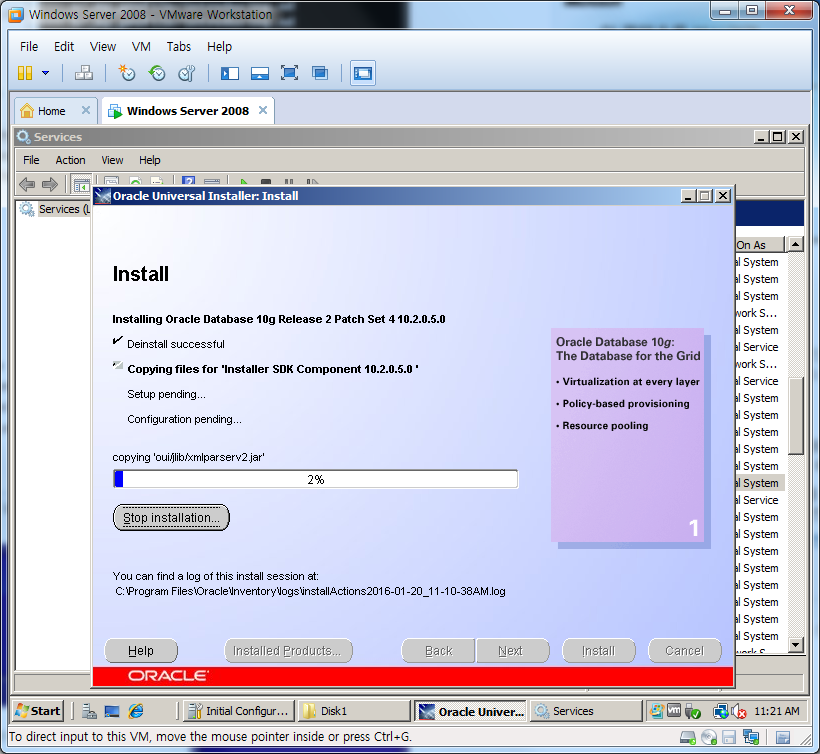 Windows Server 2008 - VMware Workstation
File Edit View VM Tabs Help
Home
Windows Server 2008
Services
File Action View Help
Oracle Universal Installer: Install
Services (L
On As
al System
al System
al System
work S...
al System
al Service
work S...
al Service
al System
al System
al System
al System
al System
al System
al Service
al System
al System
al System
al System
al System
al System
al System
al System
Install
Installing Oracle Database 10g Release 2 Patch Set 4 10.2.0.5.0
Deinstall successful
Copying files for 'Installer SDK Component 10.2.0.5.0 '
Setup pending...
Configuration pending...
copying 'oui/jlib/xmlparserv2.jar'
2%
Stop installation...
Oracle Database 10g:
The Database for the Grid
• Virtualization at every layer
• Policy-based provisioning
• Resource pooling
1
You can find a log of this install session at:
C:\Program Files\Oracle\Inventory\logs\installActions2016-01-20_11-10-38AM.log
Help Installed Products... Back Next Install Cancel
ORACLE
Start Initial Configur... Disk1 Oracle Univer... Services 11:21 AM
To direct input to this VM, move the mouse pointer inside or press Ctrl+G.